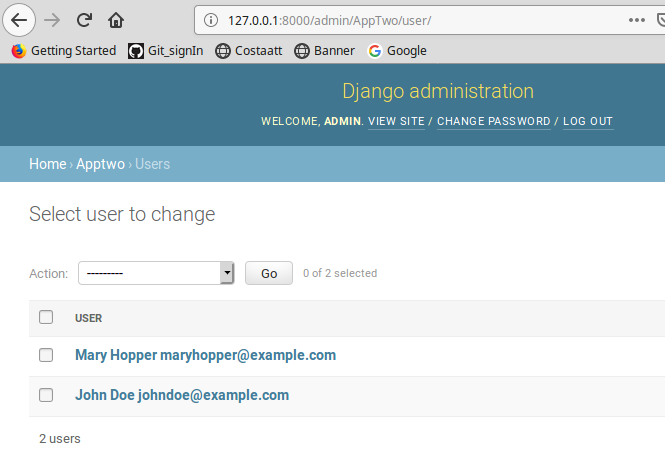 127.0.0.1:8000/admin/AppTwo/user/
Getting Started Git_signIn Costaatt Banner Google
Django administration
WELCOME, ADMIN. VIEW SITE / CHANGE PASSWORD / LOG OUT
Home › Apptwo › Users
Select user to change
Action: --------- Go 0 of 2 selected
USER
Mary Hopper maryhopper@example.com
John Doe johndoe@example.com
2 users